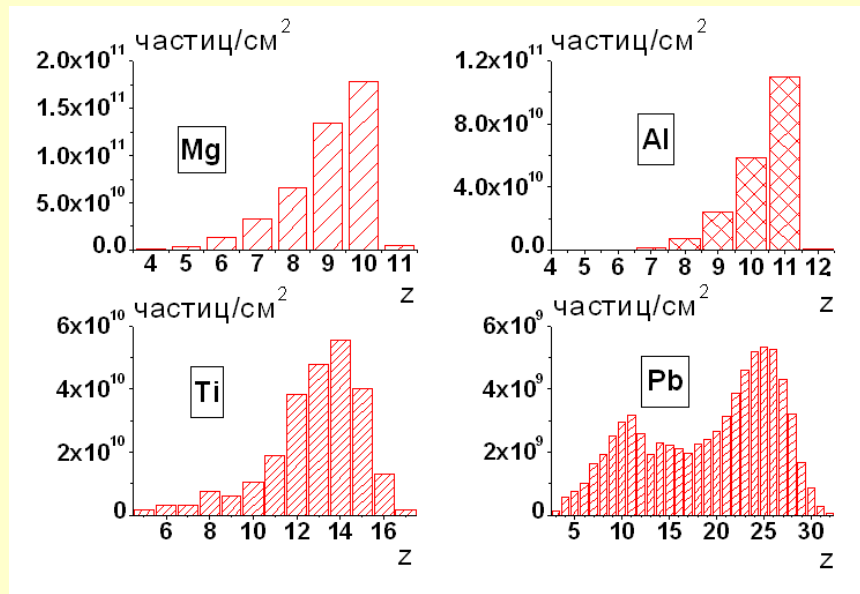 частиц/см²
2.0x10¹¹
1.5x10¹¹
1.0x10¹¹
5.0x10¹⁰
0.0
Mg
4 5 6 7 8 9 10 11
z
частиц/см²
1.2x10¹¹
8.0x10¹⁰
4.0x10¹⁰
0.0
Al
4 5 6 7 8 9 10 11 12
z
частиц/см²
6x10¹⁰
4x10¹⁰
2x10¹⁰
0
Ti
6 8 10 12 14 16
z
частиц/см²
6x10⁹
4x10⁹
2x10⁹
0
Pb
5 10 15 20 25 30
z